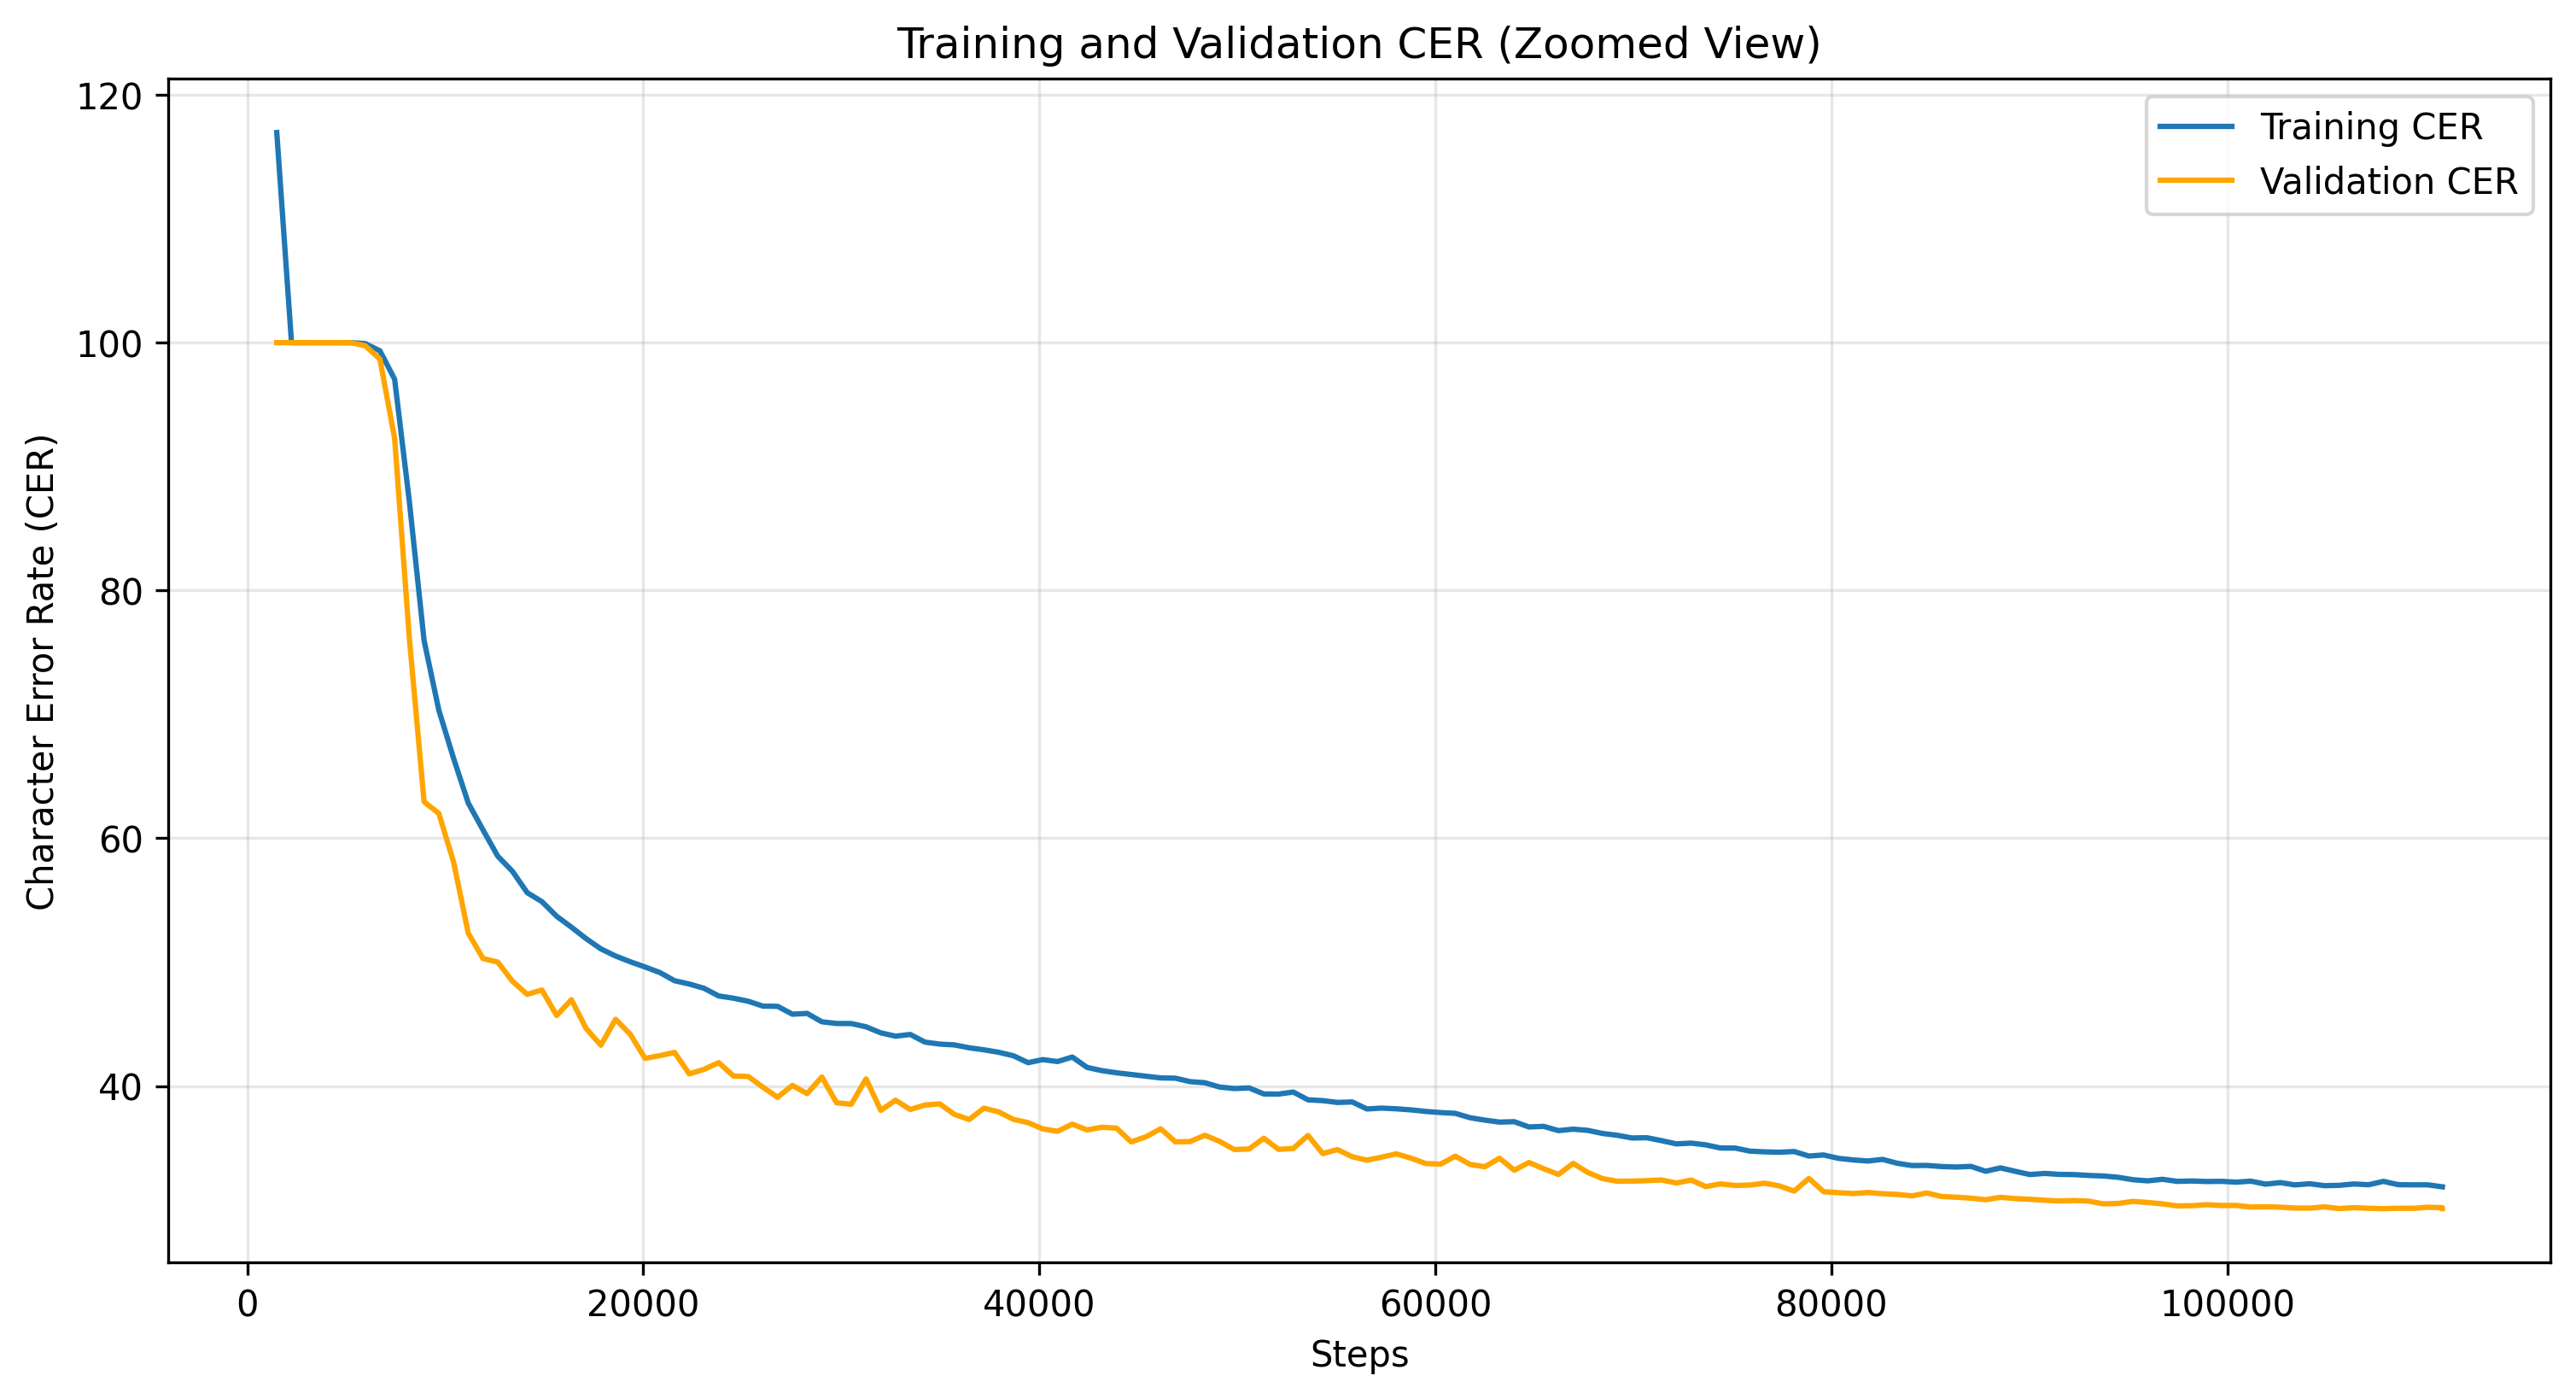 Training and Validation CER (Zoomed View)
120
100
80
60
40
Character Error Rate (CER)
Training CER
Validation CER
0 20000 40000 60000 80000 100000
Steps